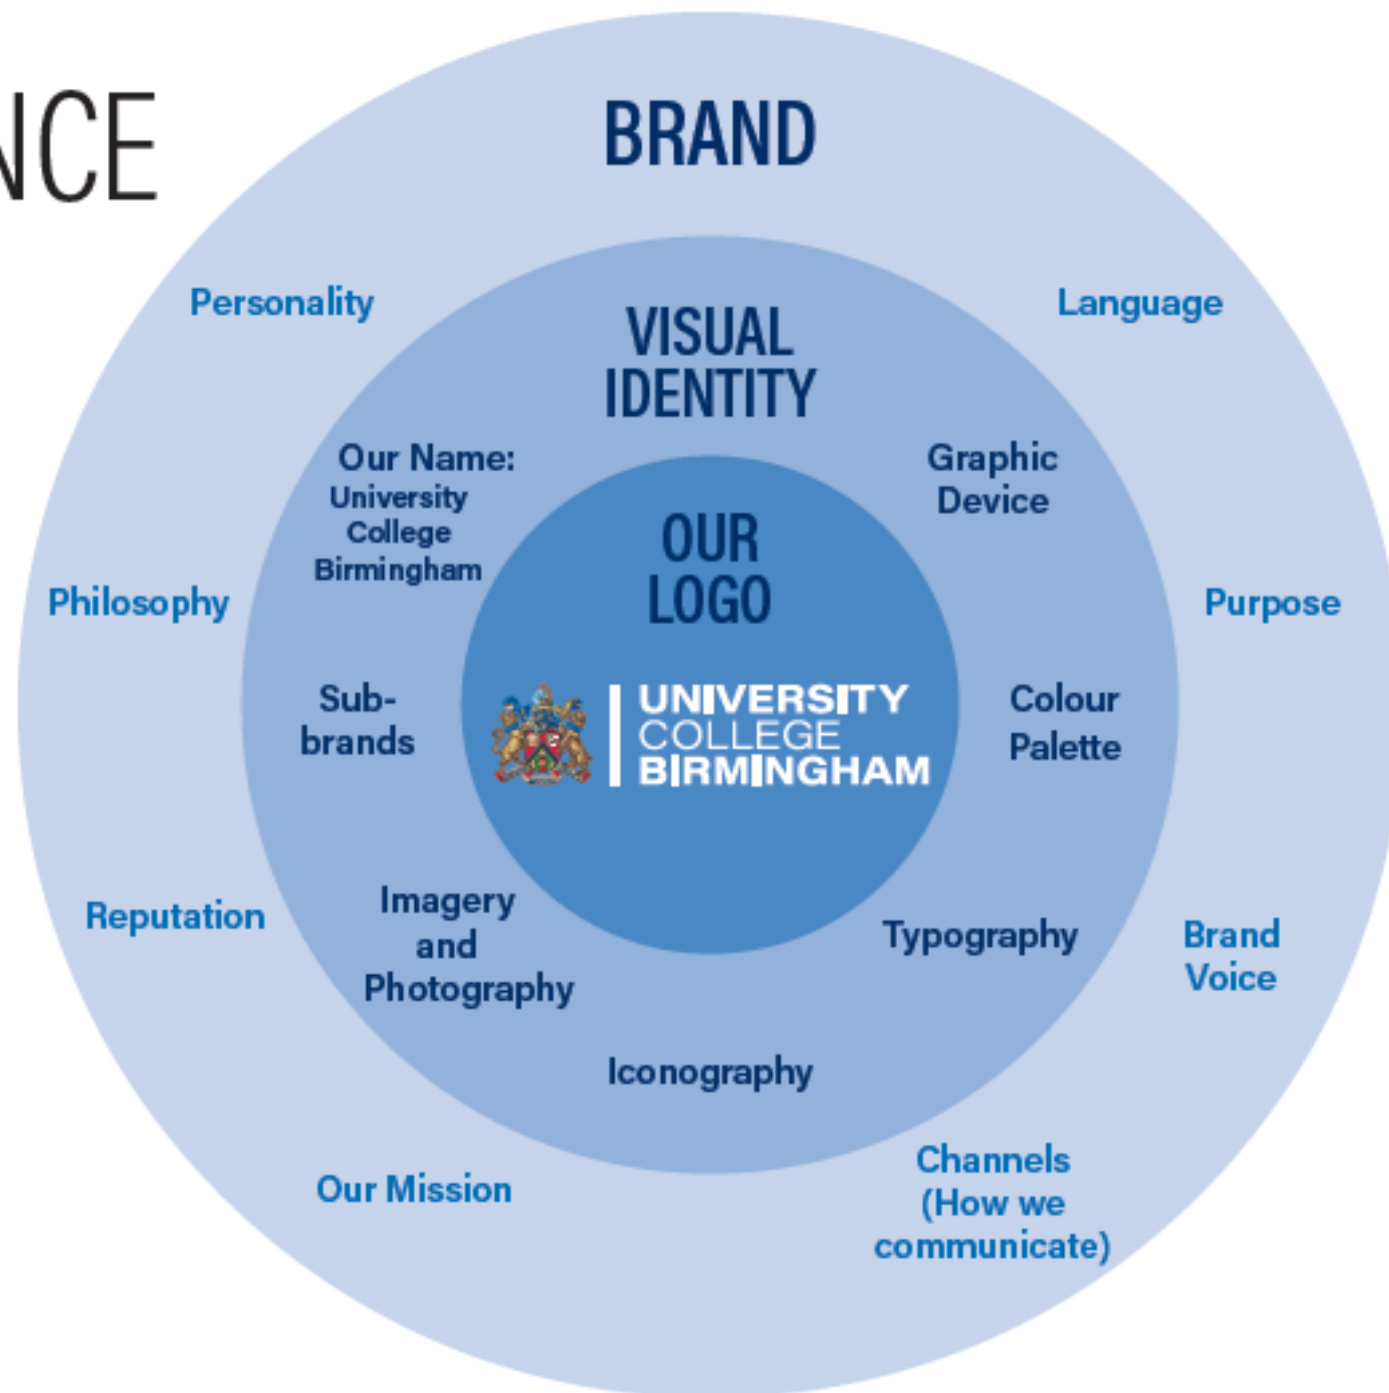 NCE
BRAND
Personality
Language
VISUAL
IDENTITY
Our Name:
University
College
Birmingham
Graphic
Device
OUR
LOGO
Philosophy
Purpose
Sub-
brands
UNIVERSITY
COLLEGE
BIRMINGHAM
Colour
Palette
Reputation
Imagery
and
Photography
Typography
Brand
Voice
Iconography
Our Mission
Channels
(How we
communicate)